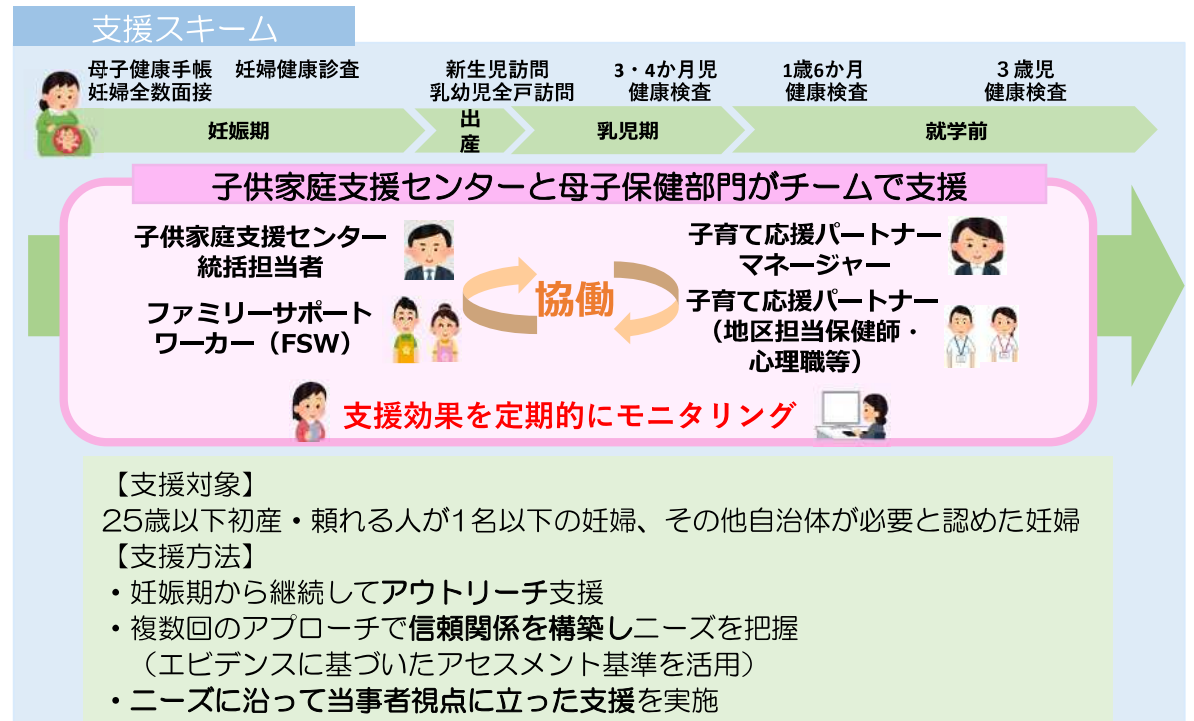 支援スキーム
母子健康手帳　妊婦健康診査
妊婦全数面接
新生児訪問
乳幼児全戸訪問
3・4か月児
健康検査
1歳6か月
健康検査
３歳児
健康検査
妊娠期
出
産
乳児期
就学前
子供家庭支援センターと母子保健部門がチームで支援
子供家庭支援センター
統括担当者
ファミリーサポート
ワーカー（FSW）
協働
子育て応援パートナー
マネージャー
子育て応援パートナー
（地区担当保健師・
心理職等）
支援効果を定期的にモニタリング
【支援対象】
25歳以下初産・頼れる人が1名以下の妊婦、その他自治体が必要と認めた妊婦
【支援方法】
・妊娠期から継続してアウトリーチ支援
・複数回のアプローチで信頼関係を構築しニーズを把握
（エビデンスに基づいたアセスメント基準を活用）
・ニーズに沿って当事者視点に立った支援を実施